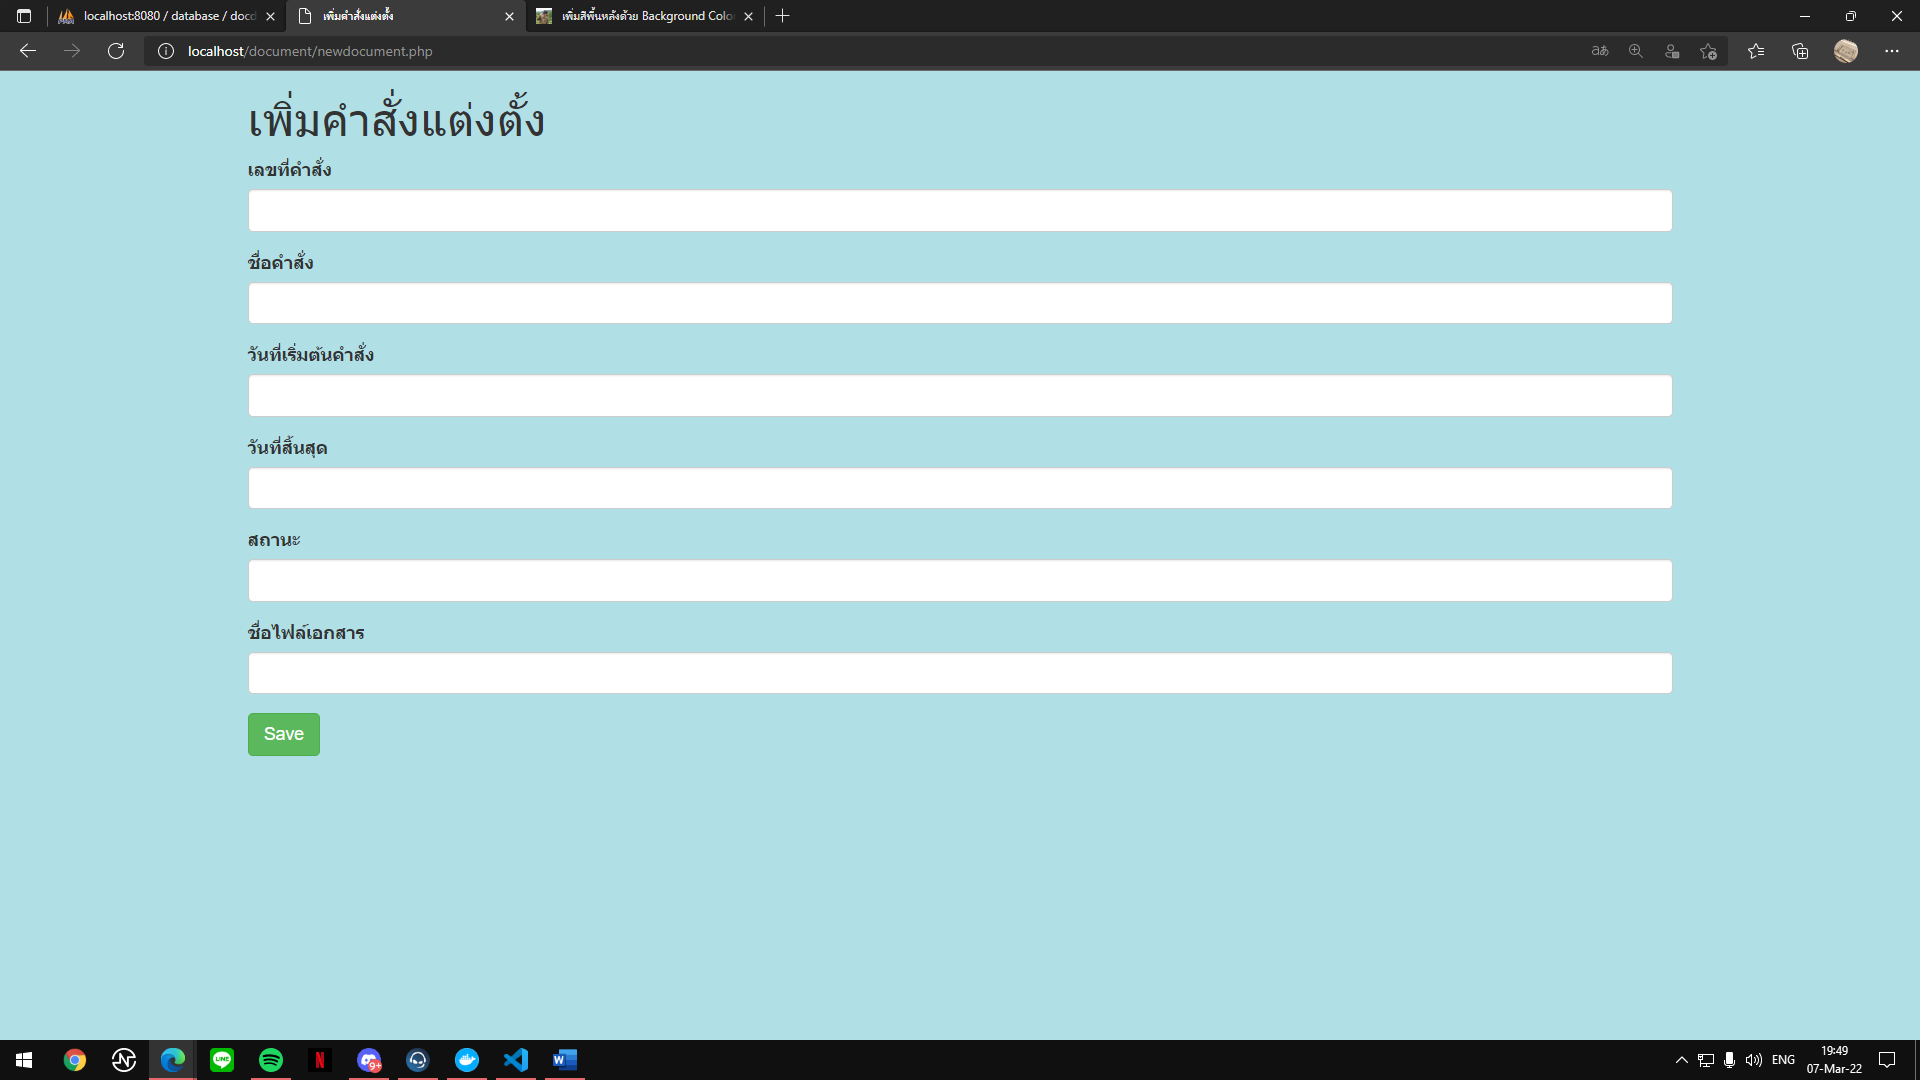 localhost:8080 / database / docd
เพิ่มคำสั่งแต่งตั้ง
เพิ่มสีพื้นหลังด้วย Background Color
localhost/document/newdocument.php
เพิ่มคำสั่งแต่งตั้ง
เลขที่คำสั่ง
ชื่อคำสั่ง
วันที่เริ่มต้นคำสั่ง
วันที่สิ้นสุด
สถานะ
ชื่อไฟล์เอกสาร
Save
LINE
N
9+
W
ENG
19:49
07-Mar-22